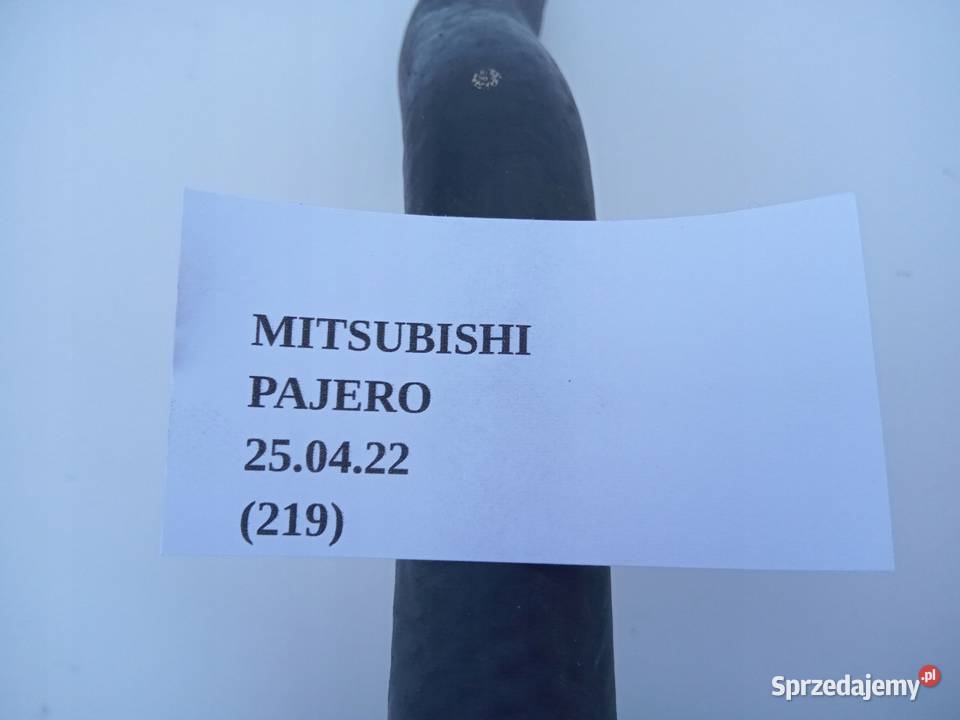 MITSUBISHI
PAJERO
25.04.22
(219)
Sprzedajemy.pl